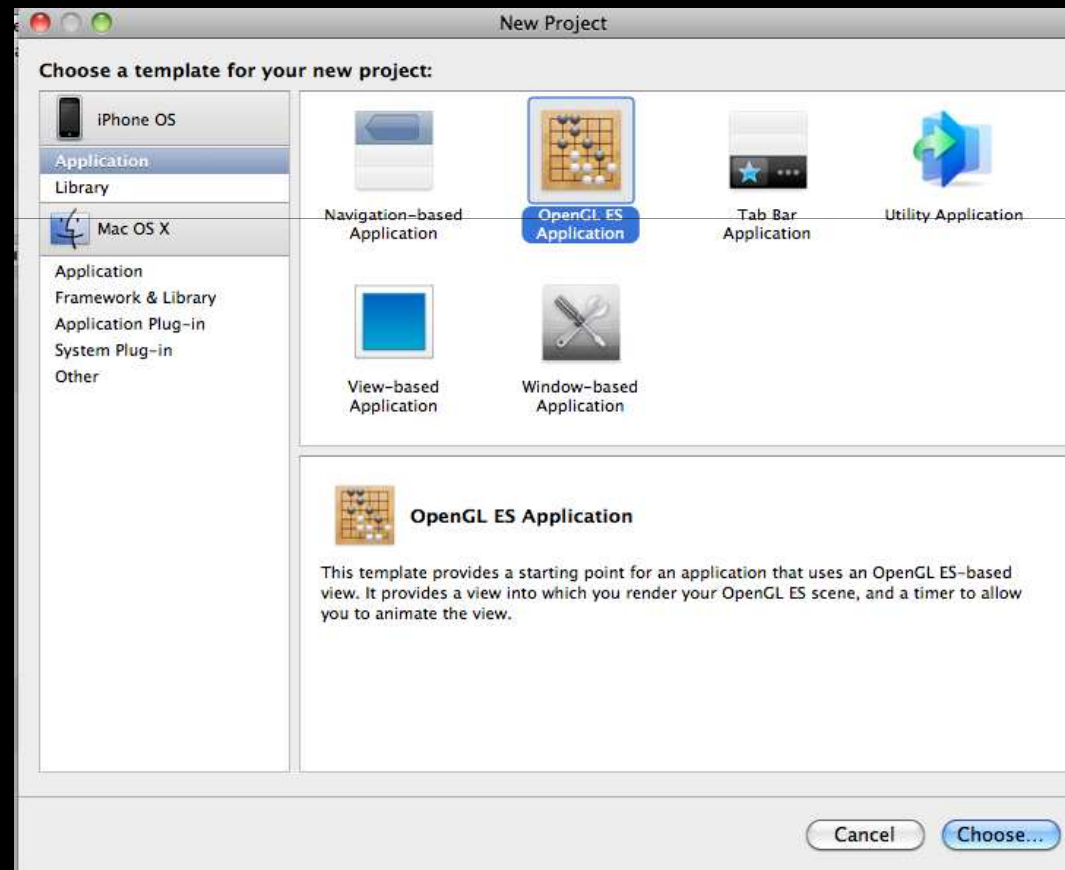 New Project
Choose a template for your new project:
iPhone OS
Application
Library
Mac OS X
Application
Framework & Library
Application Plug-in
System Plug-in
Other
Navigation-based
Application
OpenGL ES
Application
Tab Bar
Application
Utility Application
View-based
Application
Window-based
Application
OpenGL ES Application
This template provides a starting point for an application that uses an OpenGL ES-based
view. It provides a view into which you render your OpenGL ES scene, and a timer to allow
you to animate the view.
Cancel
Choose...